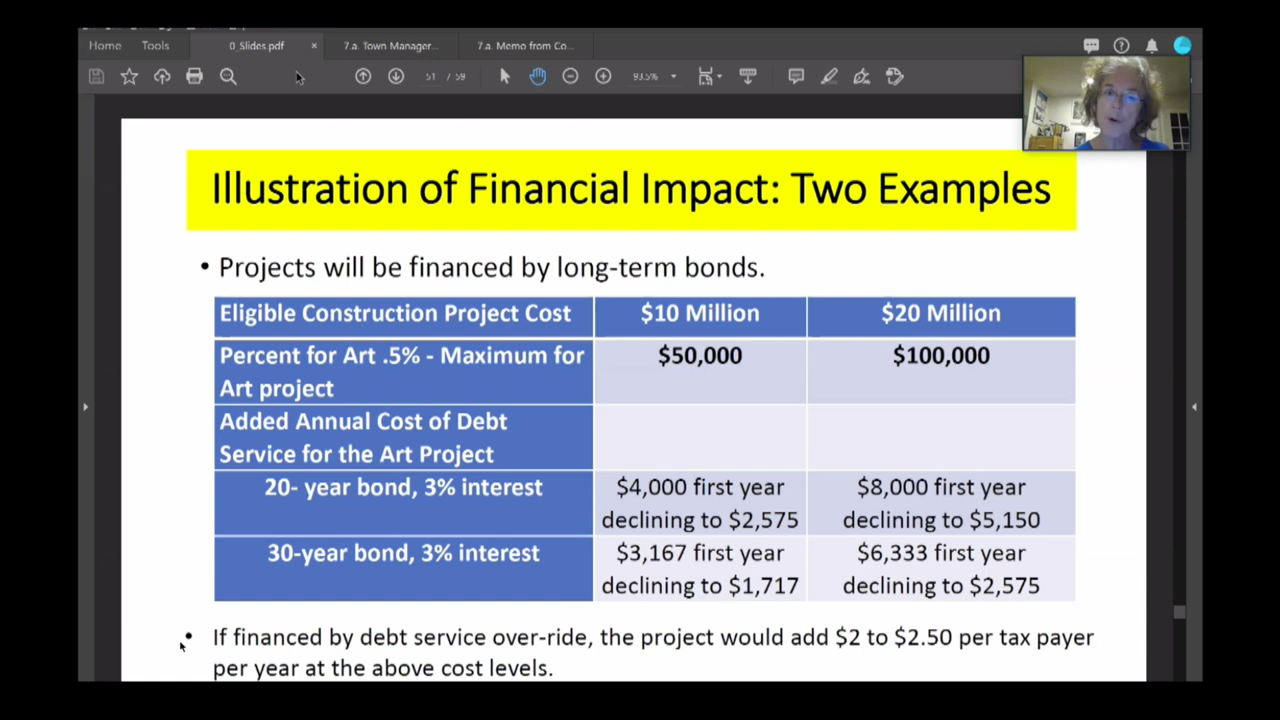 Home Tools 0_Slides.pdf × 7.a. Town Manager... 7.a. Memo from Co...
51 / 59 93.5%
Illustration of Financial Impact: Two Examples
• Projects will be financed by long-term bonds.
Eligible Construction Project Cost $10 Million $20 Million
Percent for Art .5% - Maximum for $50,000 $100,000
Art project
Added Annual Cost of Debt
Service for the Art Project
20- year bond, 3% interest $4,000 first year $8,000 first year
declining to $2,575 declining to $5,150
30-year bond, 3% interest $3,167 first year $6,333 first year
declining to $1,717 declining to $2,575
• If financed by debt service over-ride, the project would add $2 to $2.50 per tax payer
per year at the above cost levels.